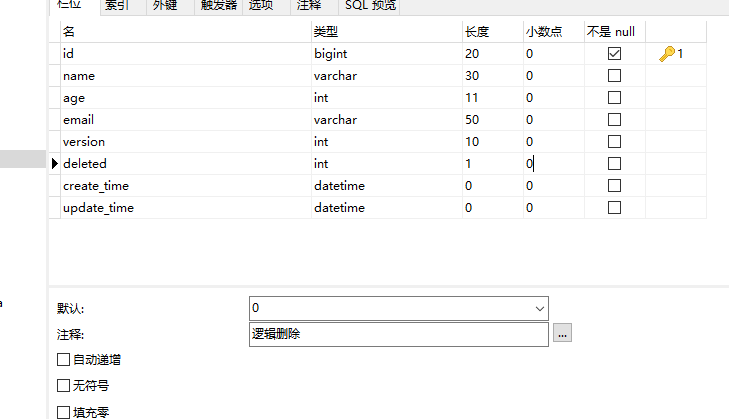 栏位 索引 外键 触发器 选项 注释 SQL 预览
名 类型 长度 小数点 不是 null
id bigint 20 0 1
name varchar 30 0
age int 11 0
email varchar 50 0
version int 10 0
deleted int 1 0
create_time datetime 0 0
update_time datetime 0 0
默认: 0
注释: 逻辑删除 ...
自动递增
无符号
填充零